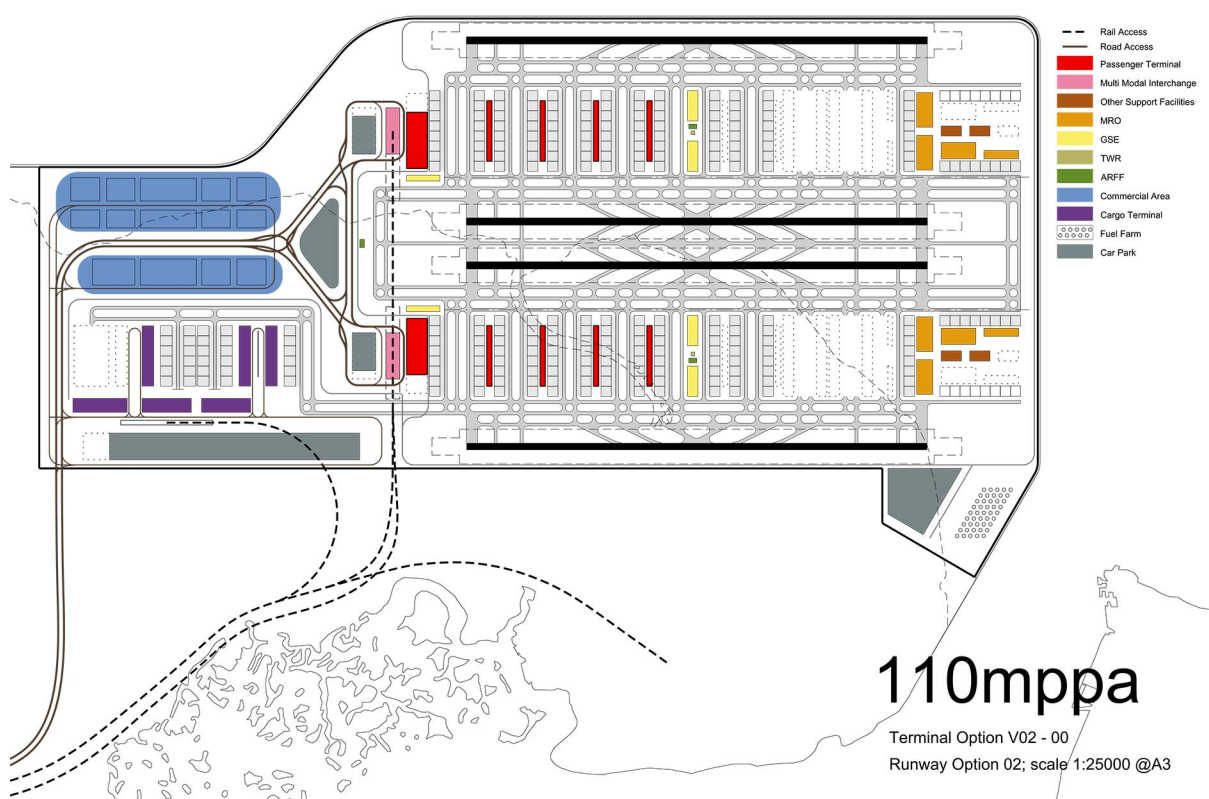 Rail Access
Road Access
Passenger Terminal
Multi Modal Interchange
Other Support Facilities
MRO
GSE
TWR
ARFF
Commercial Area
Cargo Terminal
Fuel Farm
Car Park
110mppa
Terminal Option V02 - 00
Runway Option 02; scale 1:25000 @A3